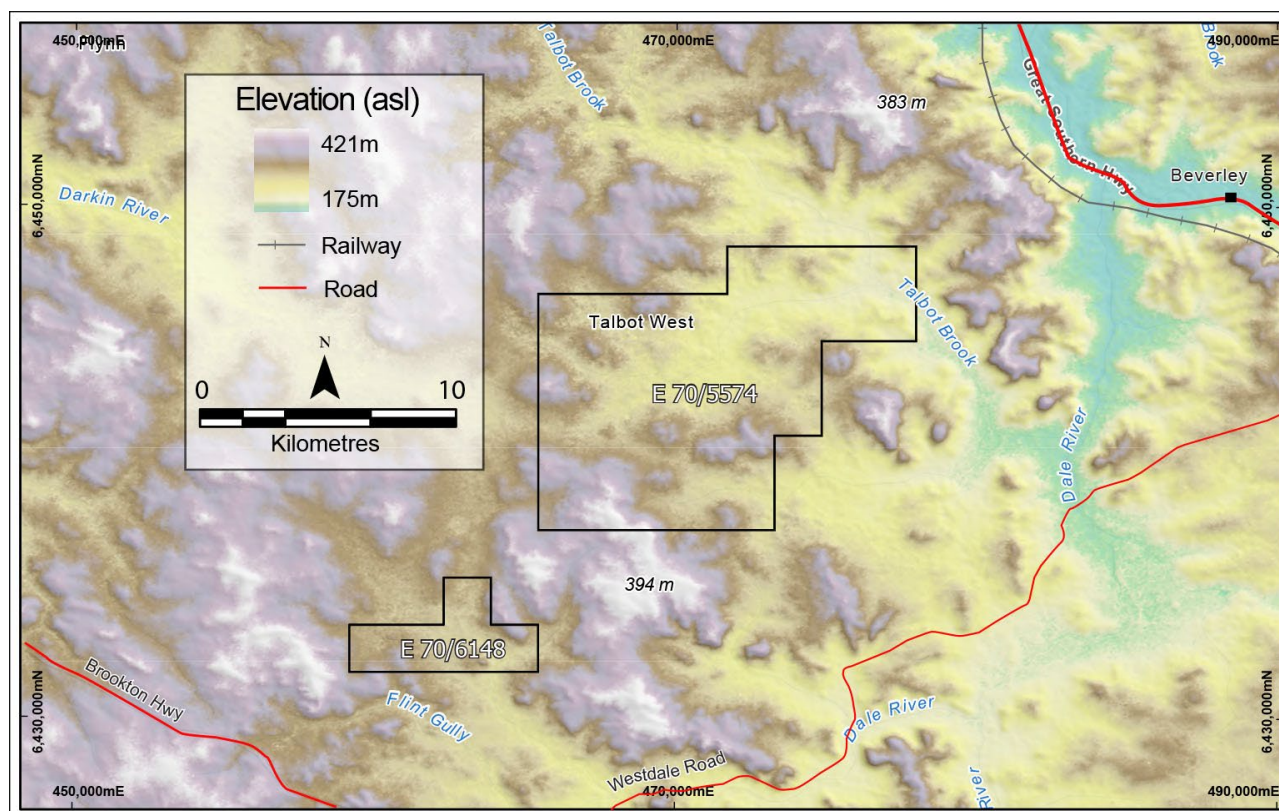 450,000mE
470,000mE
490,000mE
Flynn
Talbot Brook
Brook
Great Southern Hwy
383 m
Elevation (asl)
421m
175m
Railway
Road
N
0
10
Kilometres
Darkin River
6,450,000mN
Beverley
6,450,000mN
Talbot West
Talbot Brook
E 70/5574
Dale River
394 m
E 70/6148
Brookton Hwy
Flint Gully
6,430,000mN
Dale River
6,430,000mN
Westdale Road
River
450,000mE
470,000mE
490,000mE